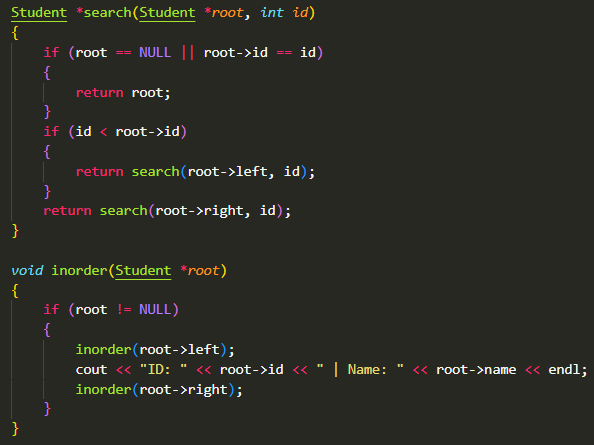 Student *search(Student *root, int id)
{
    if (root == NULL || root->id == id)
    {
        return root;
    }
    if (id < root->id)
    {
        return search(root->left, id);
    }
    return search(root->right, id);
}

void inorder(Student *root)
{
    if (root != NULL)
    {
        inorder(root->left);
        cout << "ID: " << root->id << " | Name: " << root->name << endl;
        inorder(root->right);
    }
}